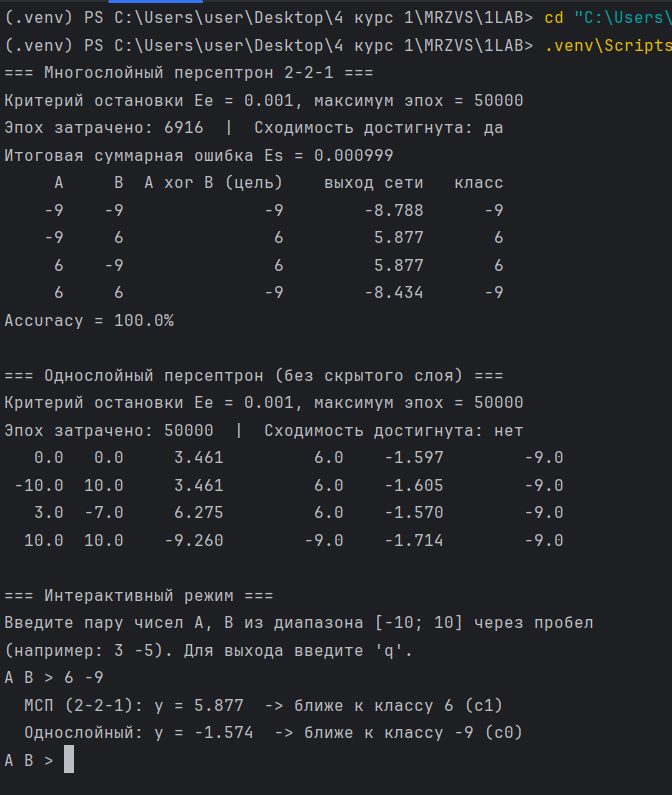 (.venv) PS C:\Users\user\Desktop\4 курс 1\MRZVS\1LAB> cd "C:\Users\
(.venv) PS C:\Users\user\Desktop\4 курс 1\MRZVS\1LAB> .venv\Scripts
=== Многослойный персептрон 2-2-1 ===
Критерий остановки Ee = 0.001, максимум эпох = 50000
Эпох затрачено: 6916  |  Сходимость достигнута: да
Итоговая суммарная ошибка Es = 0.000999
A B A xor B (цель) выход сети класс
-9 -9 -9 -8.788 -9
-9 6 6 5.877 6
6 -9 6 5.877 6
6 6 -9 -8.434 -9
Accuracy = 100.0%
=== Однослойный персептрон (без скрытого слоя) ===
Критерий остановки Ee = 0.001, максимум эпох = 50000
Эпох затрачено: 50000  |  Сходимость достигнута: нет
0.0 0.0 3.461 6.0 -1.597 -9.0
-10.0 10.0 3.461 6.0 -1.605 -9.0
3.0 -7.0 6.275 6.0 -1.570 -9.0
10.0 10.0 -9.260 -9.0 -1.714 -9.0
=== Интерактивный режим ===
Введите пару чисел A, B из диапазона [-10; 10] через пробел
(например: 3 -5). Для выхода введите 'q'.
A B > 6 -9
МСП (2-2-1): y = 5.877  -> ближе к классу 6 (c1)
Однослойный: y = -1.574  -> ближе к классу -9 (c0)
A B >